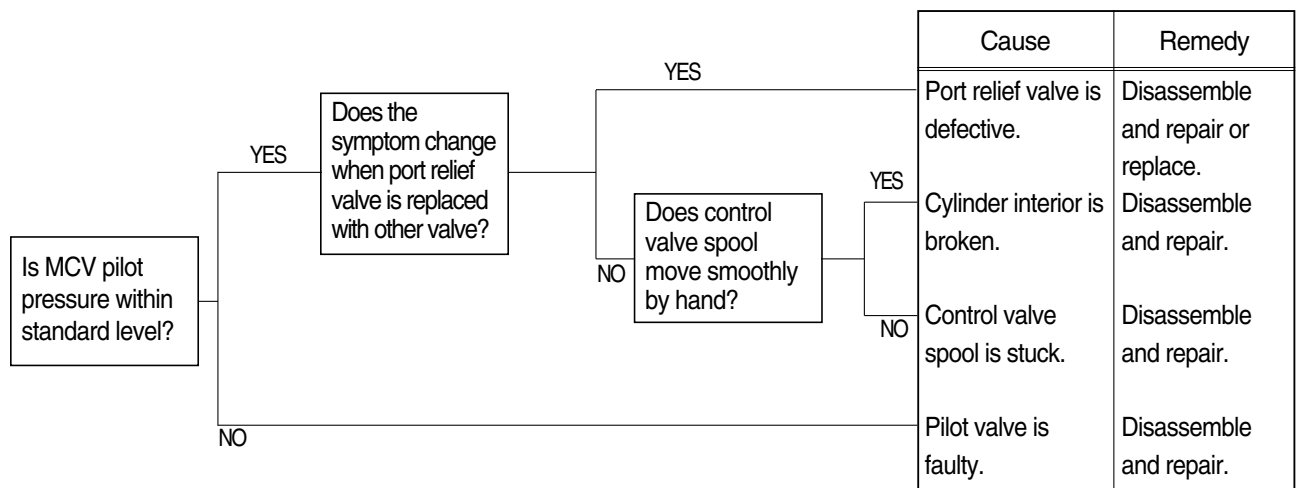 Is MCV pilot
pressure within
standard level?
YES
NO
Does the
symptom change
when port relief
valve is replaced
with other valve?
YES
NO
Does control
valve spool
move smoothly
by hand?
YES
NO
Cause
Remedy
Port relief valve is
defective.
Disassemble
and repair or
replace.
Cylinder interior is
broken.
Disassemble
and repair.
Control valve
spool is stuck.
Disassemble
and repair.
Pilot valve is
faulty.
Disassemble
and repair.